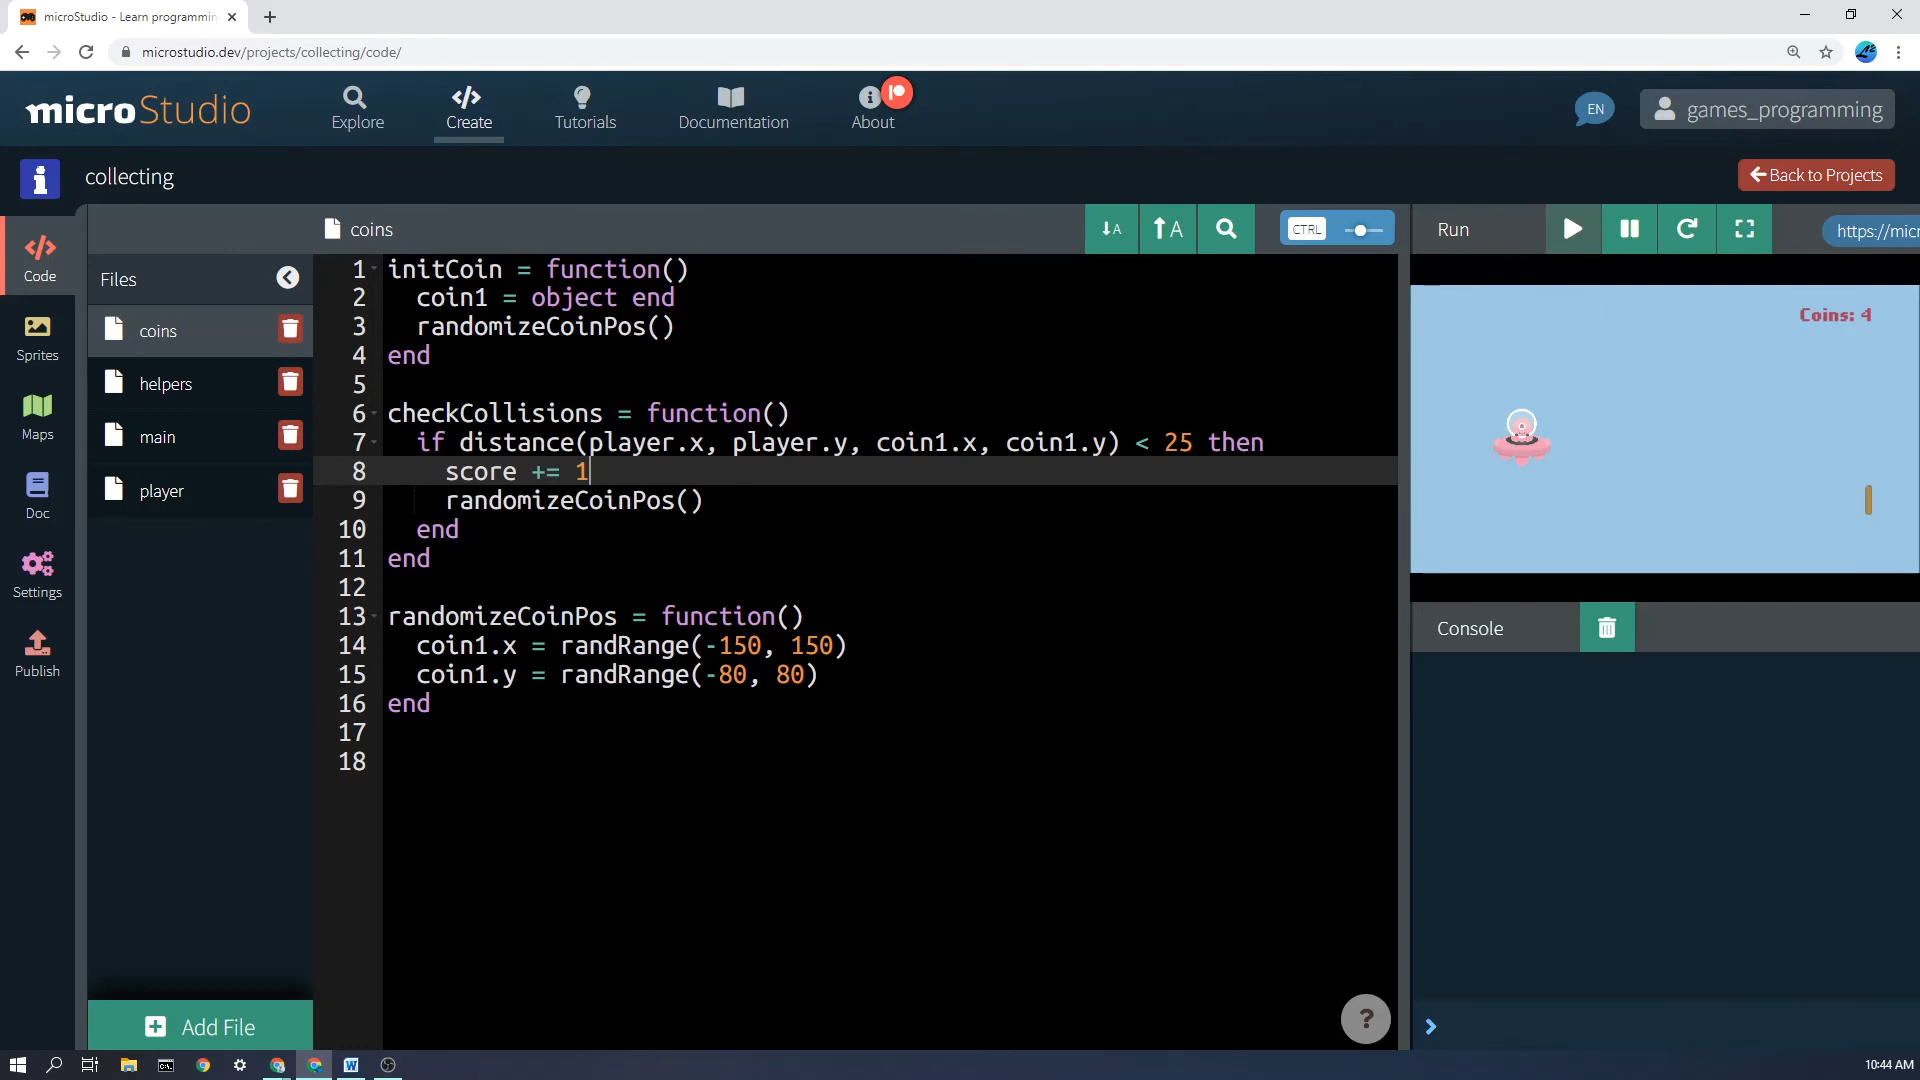 microStudio - Learn programmin
microstudio.dev/projects/collecting/code/
microStudio
Explore
Create
Tutorials
Documentation
About
EN
games_programming
i
collecting
Back to Projects
coins
↓A
↑A
CTRL
Run
https://micr
Code
Sprites
Maps
Doc
Settings
Publish
Files
coins
helpers
main
player
Add File
1 initCoin = function()
2 coin1 = object end
3 randomizeCoinPos()
4 end
5
6 checkCollisions = function()
7 if distance(player.x, player.y, coin1.x, coin1.y) < 25 then
8 score += 1
9 randomizeCoinPos()
10 end
11 end
12
13 randomizeCoinPos = function()
14 coin1.x = randRange(-150, 150)
15 coin1.y = randRange(-80, 80)
16 end
17
18
Coins: 4
Console
?
10:44 AM